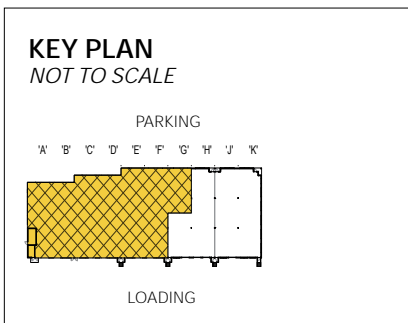 KEY PLAN
NOT TO SCALE
PARKING
'A' 'B' 'C' 'D' 'E' 'F' 'G' 'H' 'J' 'K'
LOADING